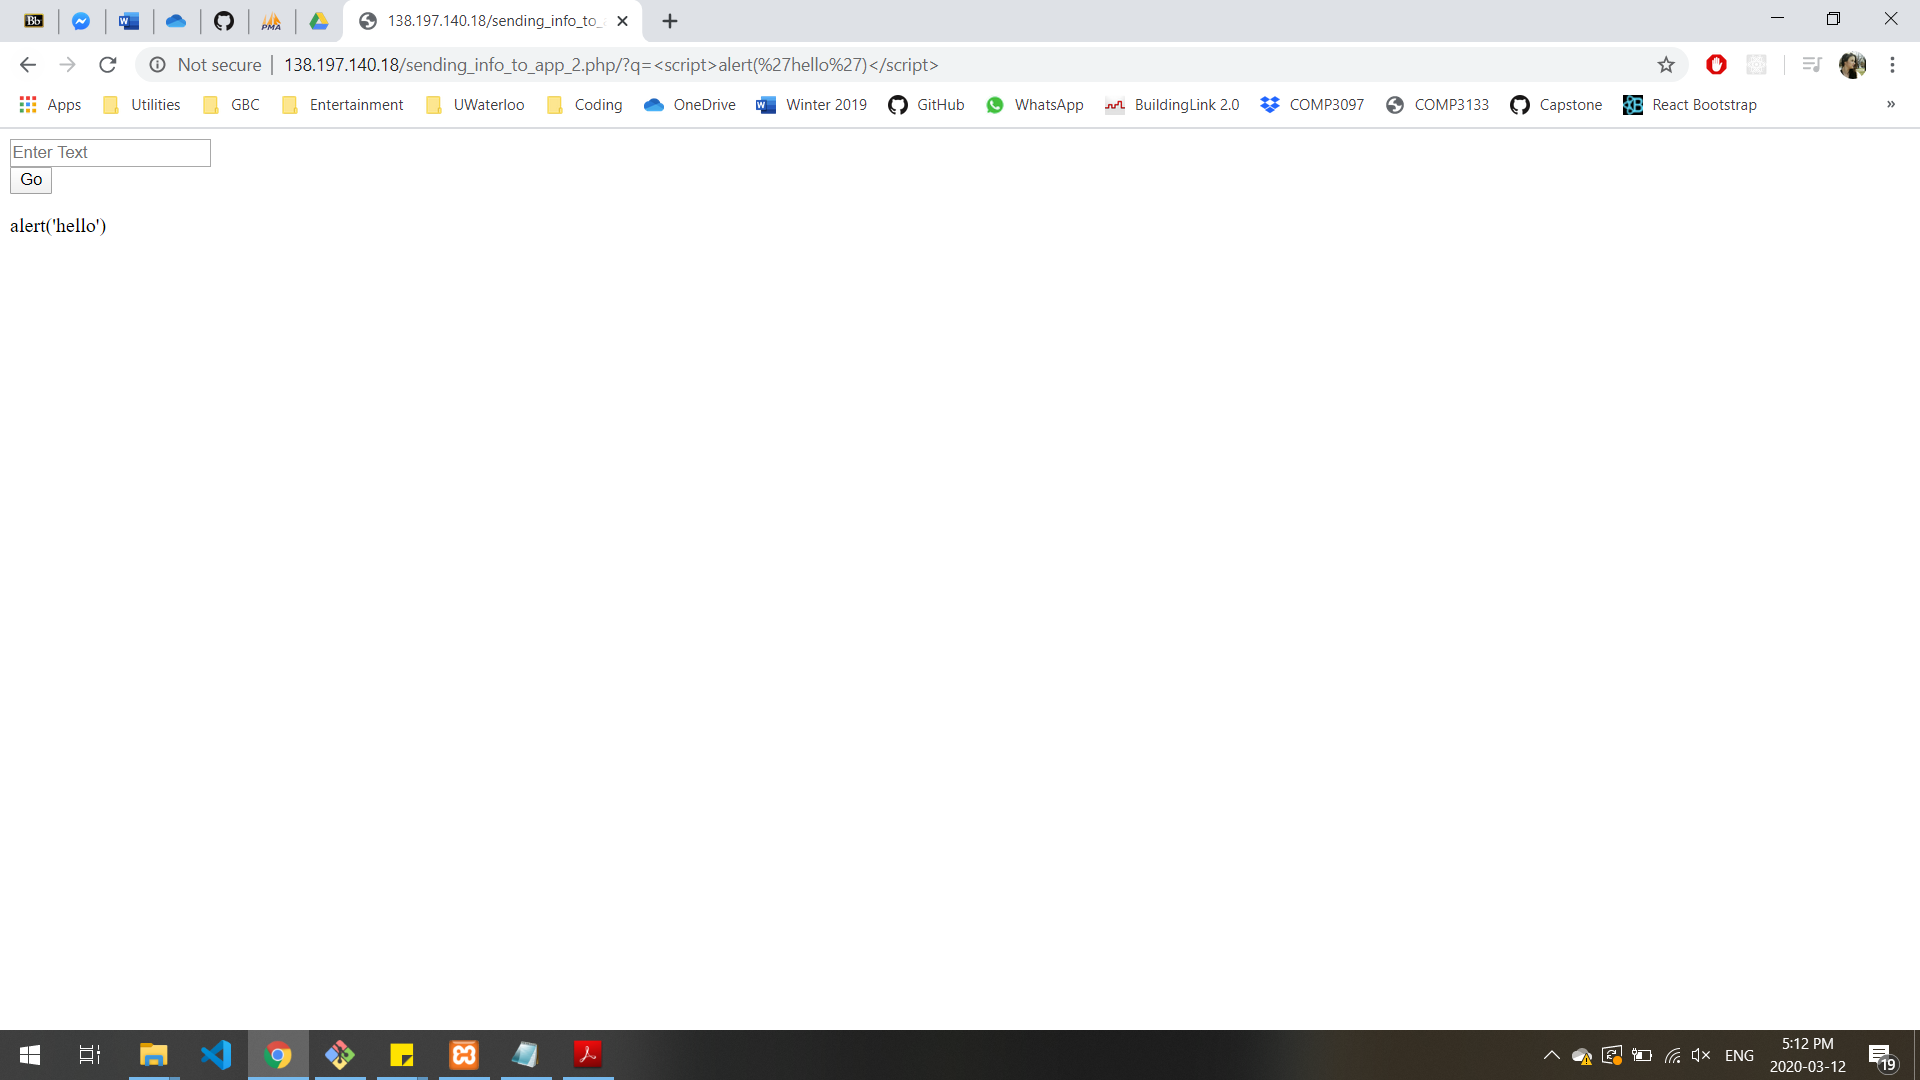 Bb
PMA
138.197.140.18/sending_info_to_
Not secure
138.197.140.18/sending_info_to_app_2.php/?q=<script>alert(%27hello%27)</script>
Apps
Utilities
GBC
Entertainment
UWaterloo
Coding
OneDrive
Winter 2019
GitHub
WhatsApp
BuildingLink 2.0
COMP3097
COMP3133
Capstone
React Bootstrap
»
Enter Text
Go
alert('hello')
ENG
5:12 PM
2020-03-12
19